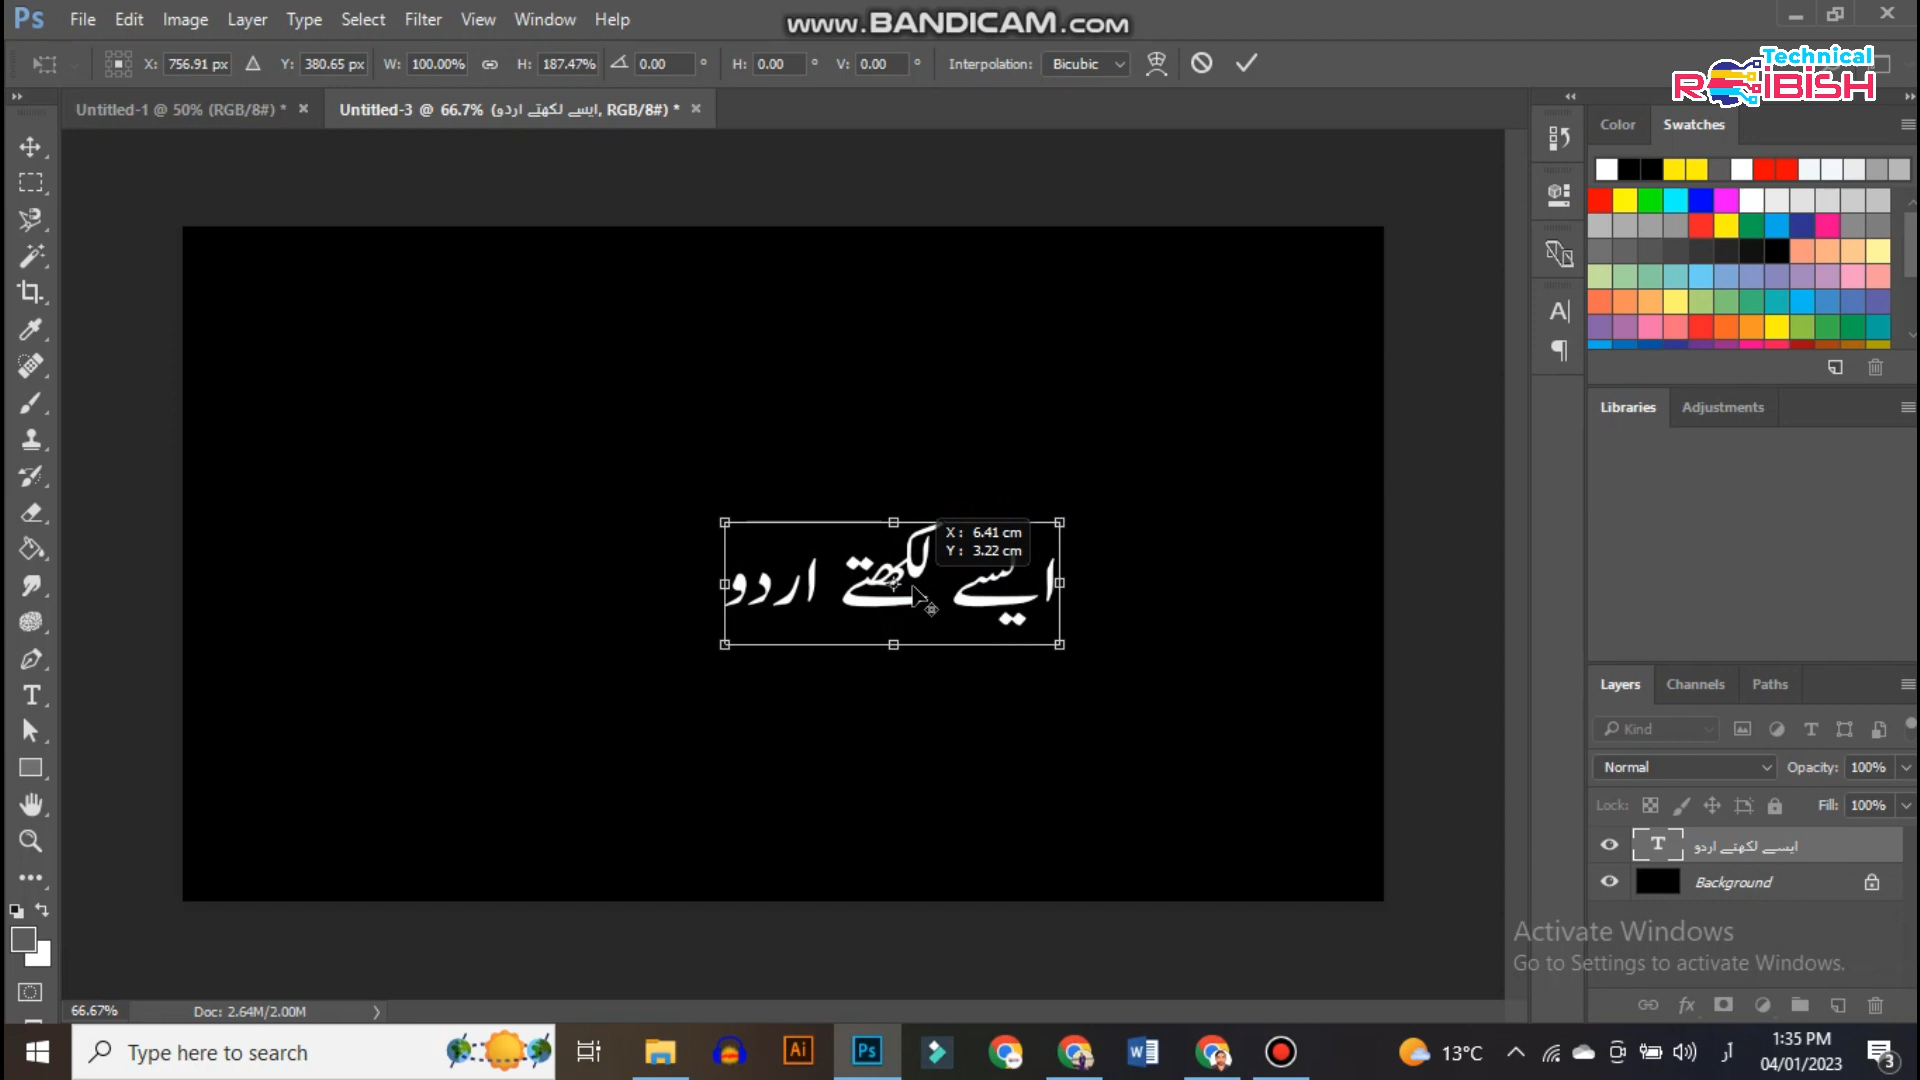 Ps File Edit Image Layer Type Select Filter View Window Help
www.BANDICAM.com
X: 756.91 px Y: 380.65 px W: 100.00% H: 187.47% 0.00 ° H: 0.00 ° V: 0.00 ° Interpolation: Bicubic
Technical
ROIBISH
Untitled-1 @ 50% (RGB/8#) * ×
Untitled-3 @ 66.7% (ایسے لکھتے اردو, RGB/8#) * ×
Color Swatches
X: 6.41 cm
Y: 3.22 cm
ایسے لکھتے اردو
Libraries Adjustments
Layers Channels Paths
Kind
Normal Opacity: 100%
Lock: Fill: 100%
T ایسے لکھتے اردو
Background
Activate Windows
Go to Settings to activate Windows.
66.67% Doc: 2.64M/2.00M
Type here to search
Ai Ps
13°C
1:35 PM
04/01/2023
3